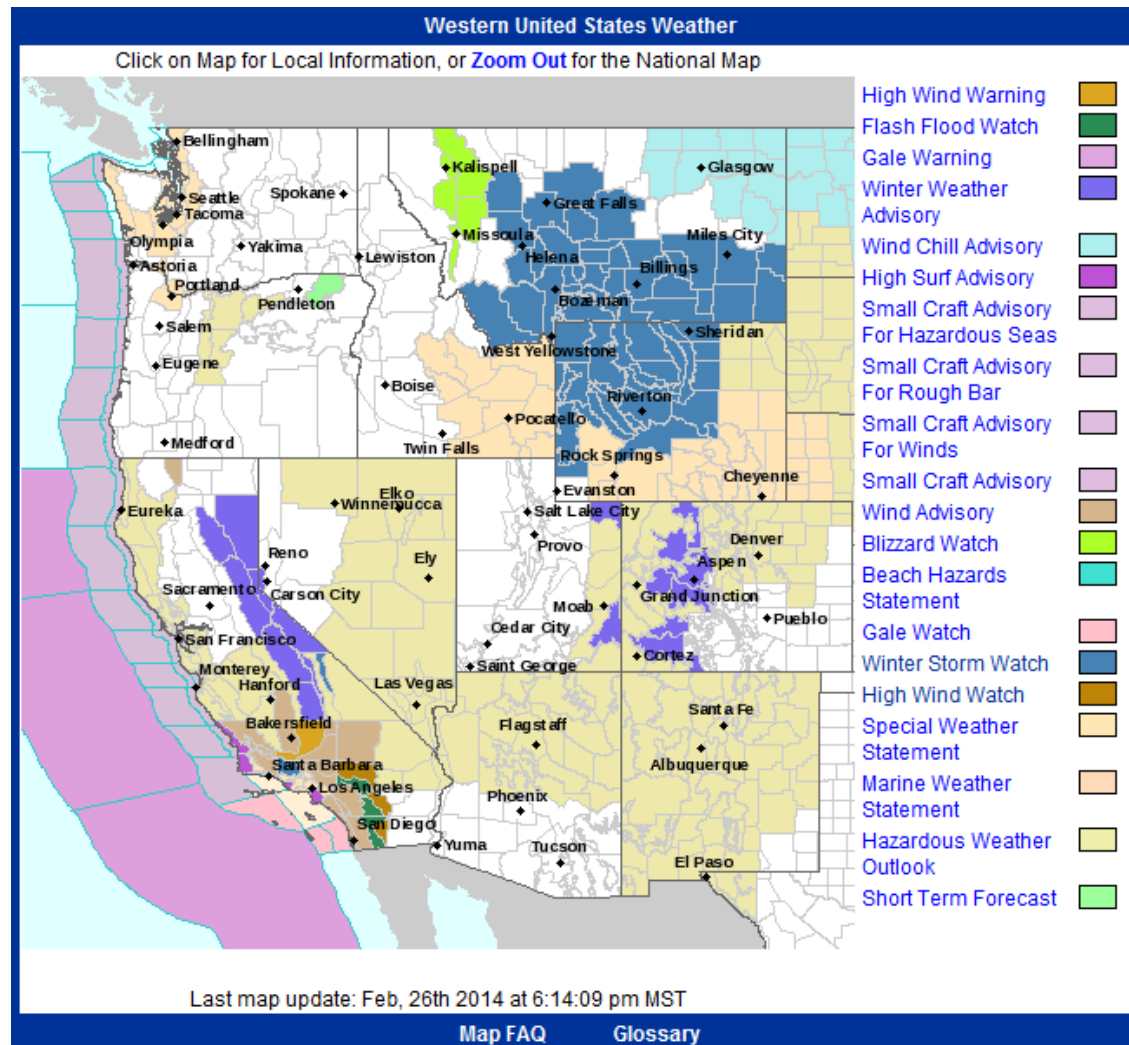 Western United States Weather
Click on Map for Local Information, or Zoom Out for the National Map
Bellingham
Kalispell
Glasgow
Spokane
Seattle
Great Falls
Tacoma
Missoula
Miles City
Olympia
Yakima
Lewiston
Helena
Astoria
Billings
Portland
Pendleton
Bozeman
Salem
Sheridan
West Yellowstone
Eugene
Boise
Riverton
Pocatello
Medford
Twin Falls
Rock Springs
Cheyenne
Evanston
Elko
Winnemucca
Eureka
Salt Lake City
Provo
Denver
Reno
Ely
Aspen
Sacramento
Carson City
Grand Junction
Moab
Pueblo
Cedar City
San Francisco
Saint George
Cortez
Monterey
Hanford
Las Vegas
Santa Fe
Flagstaff
Bakersfield
Albuquerque
Santa Barbara
Los Angeles
Phoenix
San Diego
Yuma
Tucson
El Paso
High Wind Warning
Flash Flood Watch
Gale Warning
Winter Weather
Advisory
Wind Chill Advisory
High Surf Advisory
Small Craft Advisory
For Hazardous Seas
Small Craft Advisory
For Rough Bar
Small Craft Advisory
For Winds
Small Craft Advisory
Wind Advisory
Blizzard Watch
Beach Hazards
Statement
Gale Watch
Winter Storm Watch
High Wind Watch
Special Weather
Statement
Marine Weather
Statement
Hazardous Weather
Outlook
Short Term Forecast
Last map update: Feb, 26th 2014 at 6:14:09 pm MST
Map FAQ Glossary